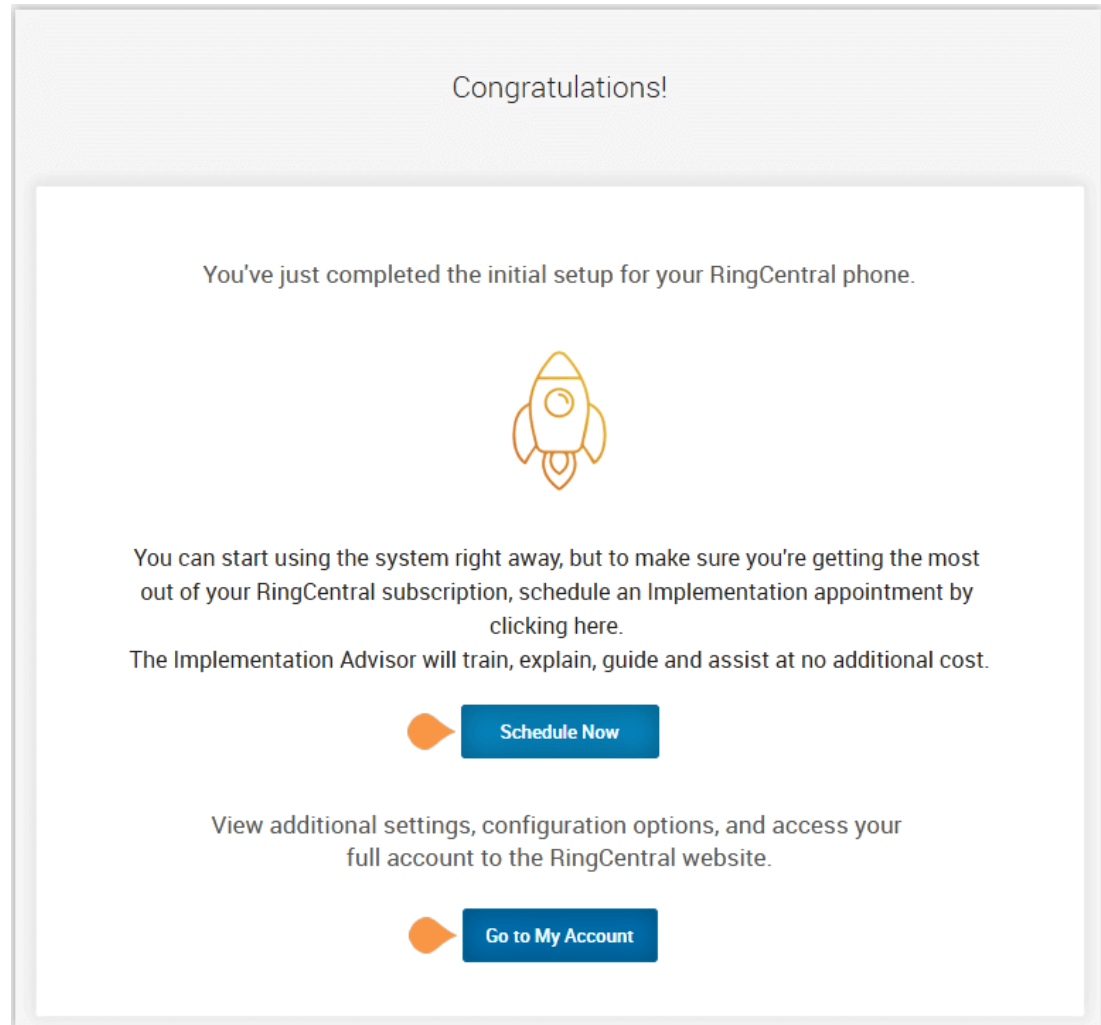 Congratulations!
You've just completed the initial setup for your RingCentral phone.
You can start using the system right away, but to make sure you're getting the most
out of your RingCentral subscription, schedule an Implementation appointment by
clicking here.
The Implementation Advisor will train, explain, guide and assist at no additional cost.
Schedule Now
View additional settings, configuration options, and access your
full account to the RingCentral website.
Go to My Account